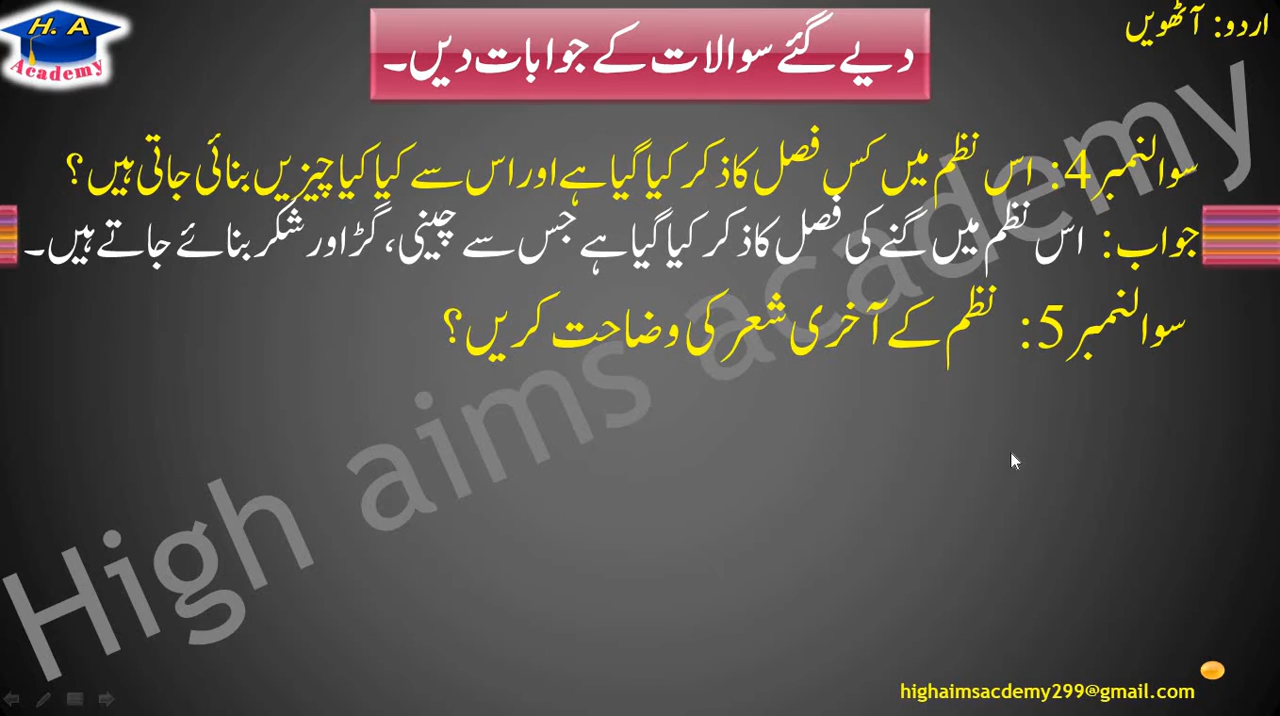 H. A
Academy
اردو: آٹھویں
دیے گئے سوالات کے جوابات دیں۔
سوالنمبر4: اس نظم میں کس فصل کا ذکر کیا گیا ہے اور اس سے کیا کیا چیزیں بنائی جاتی ہیں؟
جواب: اس نظم میں گنے کی فصل کا ذکر کیا گیا ہے جس سے چینی، گڑ اور شکر بنائے جاتے ہیں۔
سوالنمبر5: نظم کے آخری شعر کی وضاحت کریں؟
High aims academy
highaimsacdemy299@gmail.com